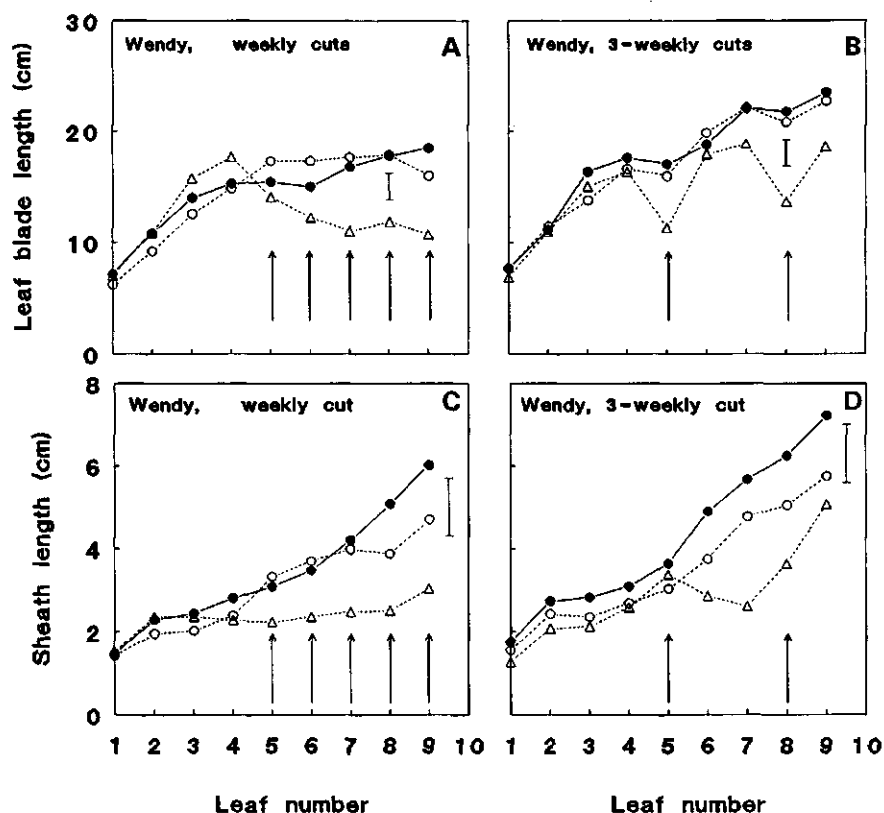 30
20
10
0
Leaf blade length (cm)
Wendy, weekly cuts
A
Wendy, 3-weekly cuts
B
8
6
4
2
0
Sheath length (cm)
Wendy, weekly cut
C
Wendy, 3-weekly cut
D
1 2 3 4 5 6 7 8 9 10
1 2 3 4 5 6 7 8 9 10
Leaf number
Leaf number